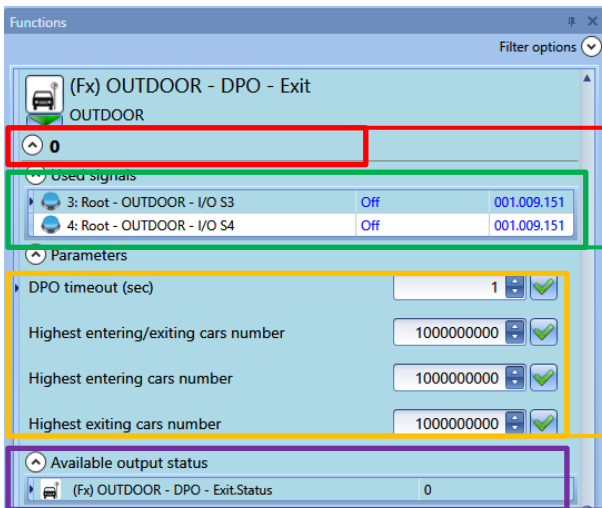 Functions
Filter options
(Fx) OUTDOOR - DPO - Exit
OUTDOOR
0
Used signals
3: Root - OUTDOOR - I/O S3 Off 001.009.151
4: Root - OUTDOOR - I/O S4 Off 001.009.151
Parameters
DPO timeout (sec) 1
Highest entering/exiting cars number 1000000000
Highest entering cars number 1000000000
Highest exiting cars number 1000000000
Available output status
(Fx) OUTDOOR - DPO - Exit.Status 0